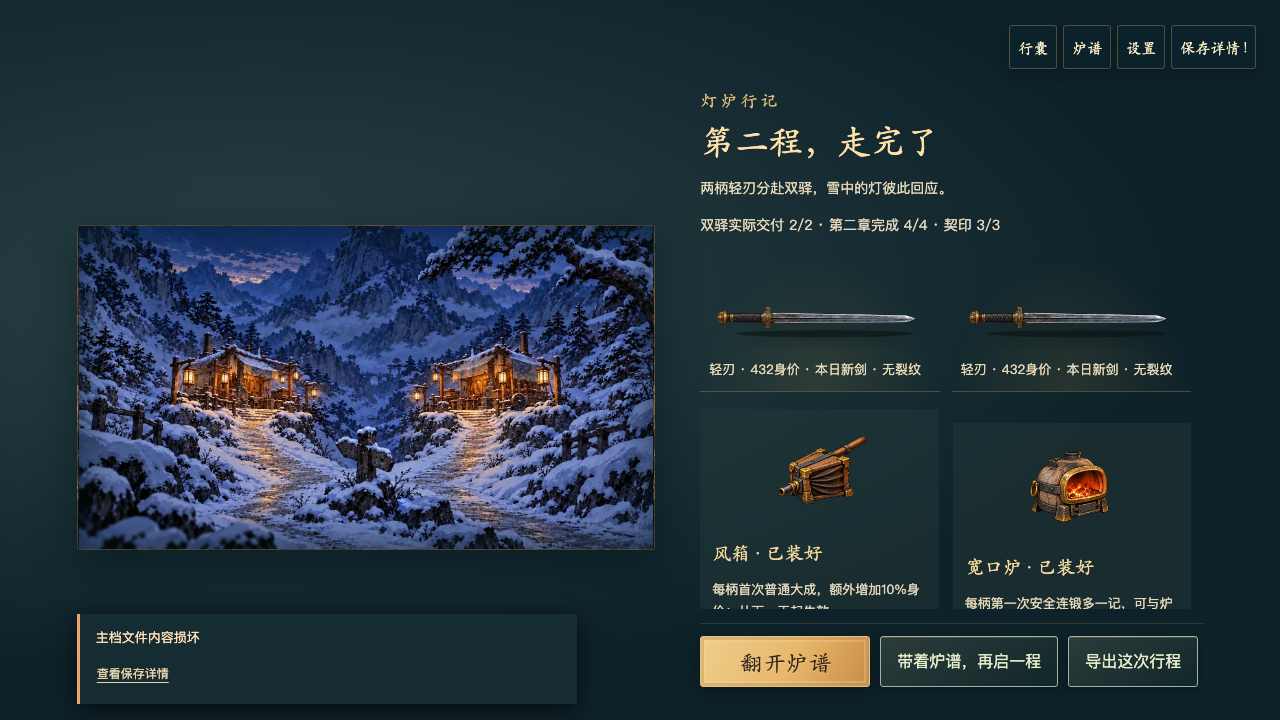 行囊
炉谱
设置
保存详情!
灯炉行记
第二程，走完了
两柄轻刃分赴双驿，雪中的灯彼此回应。
双驿实际交付 2/2 · 第二章完成 4/4 · 契印 3/3
轻刃 · 432身价 · 本日新剑 · 无裂纹
轻刃 · 432身价 · 本日新剑 · 无裂纹
风箱 · 已装好
每柄首次普通大成，额外增加10%身
宽口炉 · 已装好
每柄第一次安全连锻多一记，可与炉
主档文件内容损坏
查看保存详情
翻开炉谱
带着炉谱，再启一程
导出这次行程